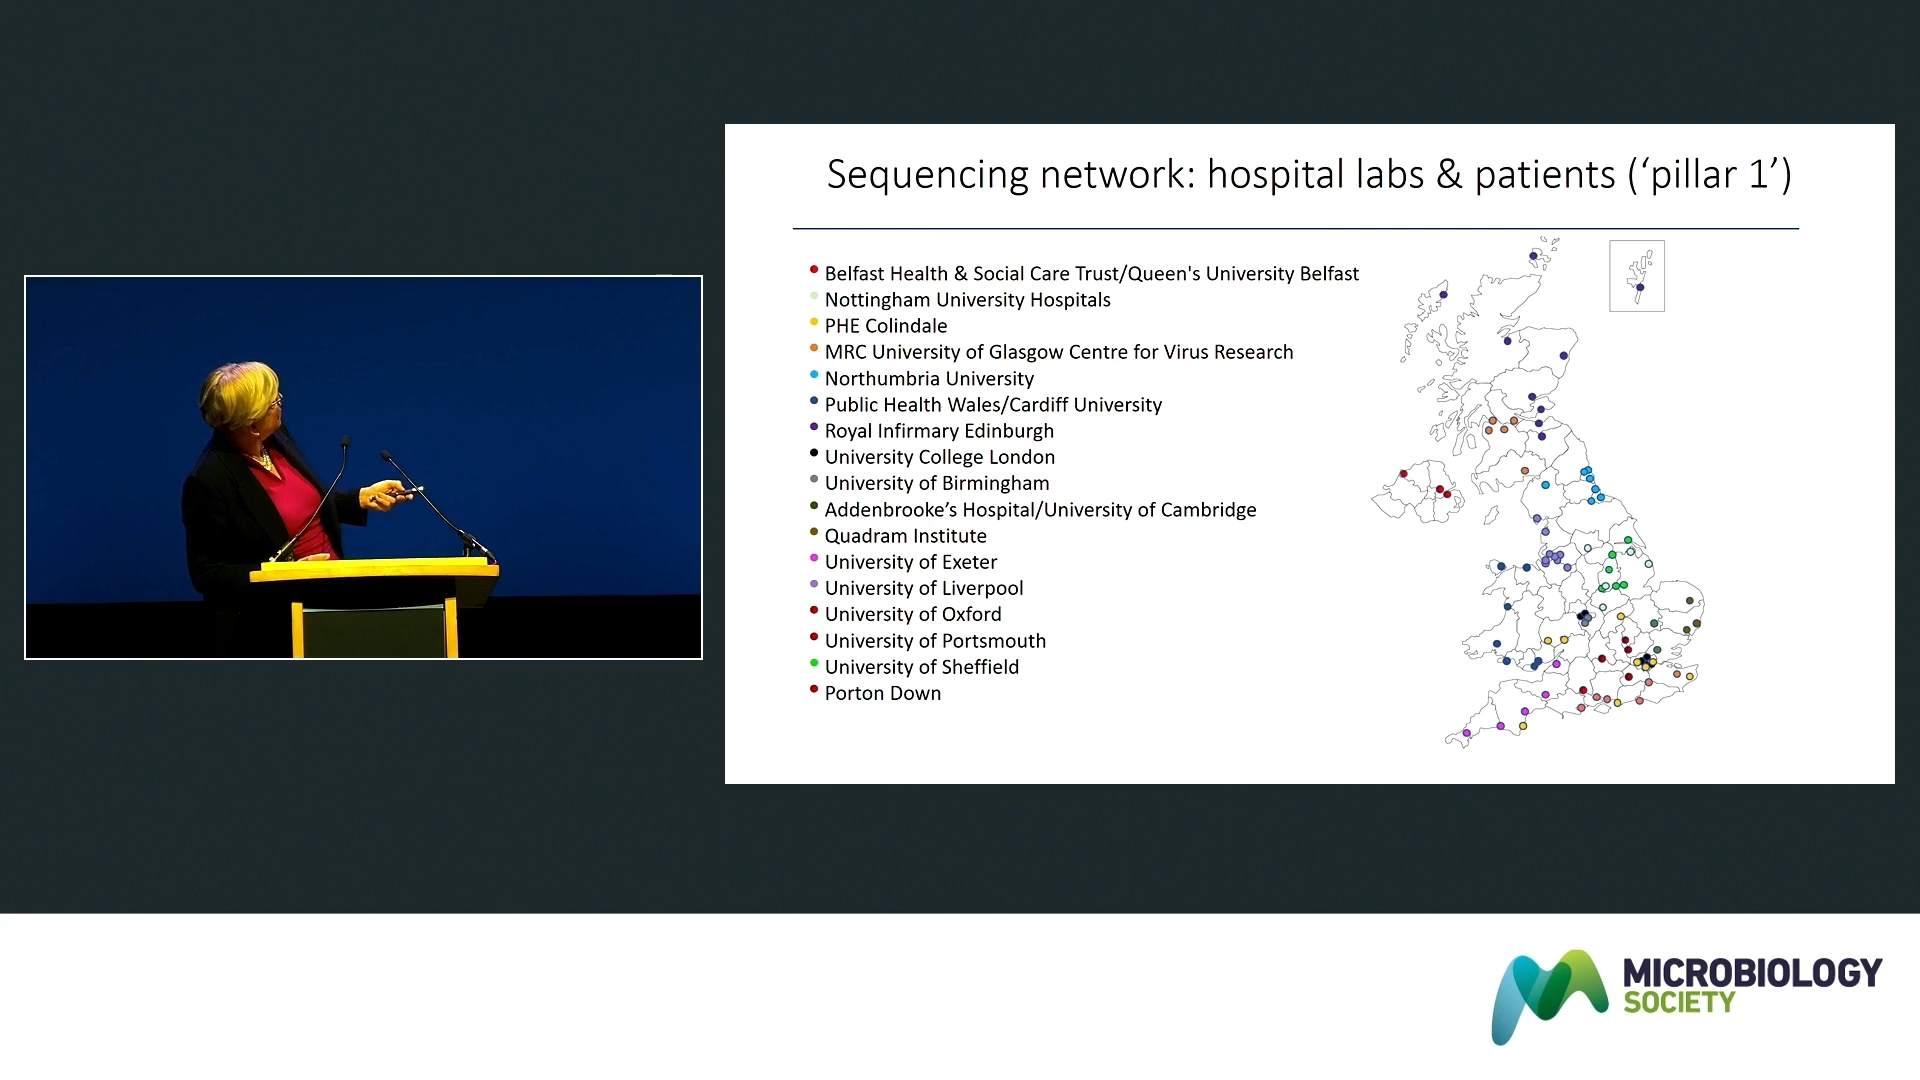 Sequencing network: hospital labs & patients (‘pillar 1’)
Belfast Health & Social Care Trust/Queen's University Belfast
Nottingham University Hospitals
PHE Colindale
MRC University of Glasgow Centre for Virus Research
Northumbria University
Public Health Wales/Cardiff University
Royal Infirmary Edinburgh
University College London
University of Birmingham
Addenbrooke’s Hospital/University of Cambridge
Quadram Institute
University of Exeter
University of Liverpool
University of Oxford
University of Portsmouth
University of Sheffield
Porton Down
MICROBIOLOGY
SOCIETY